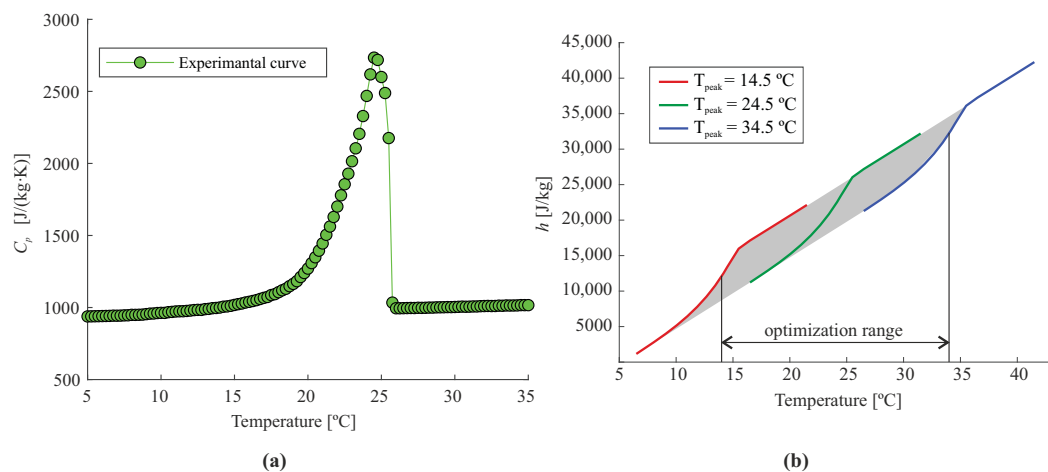 3000
2500
2000
1500
1000
500
C_p [J/(kg·K)]
Experimantal curve
5 10 15 20 25 30 35
Temperature [ºC]
(a)
45,000
40,000
35,000
30,000
25,000
20,000
15,000
10,000
5000
h [J/kg]
T_peak = 14.5 ºC
T_peak = 24.5 ºC
T_peak = 34.5 ºC
optimization range
5 10 15 20 25 30 35 40
Temperature [ºC]
(b)